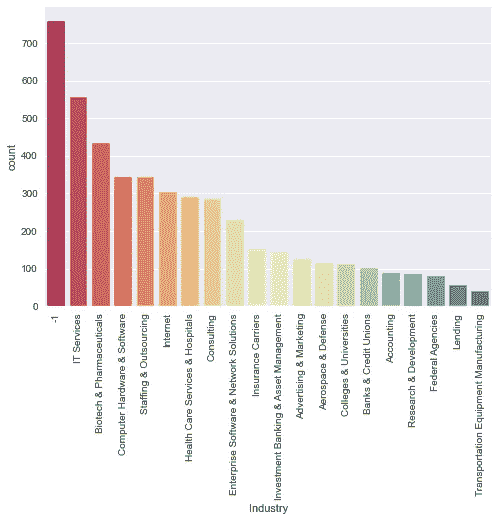 700
600
500
400
300
200
100
0
count
-1
IT Services
Biotech & Pharmaceuticals
Computer Hardware & Software
Staffing & Outsourcing
Internet
Health Care Services & Hospitals
Consulting
Enterprise Software & Network Solutions
Insurance Carriers
Investment Banking & Asset Management
Advertising & Marketing
Aerospace & Defense
Colleges & Universities
Banks & Credit Unions
Accounting
Research & Development
Federal Agencies
Lending
Transportation Equipment Manufacturing
Industry